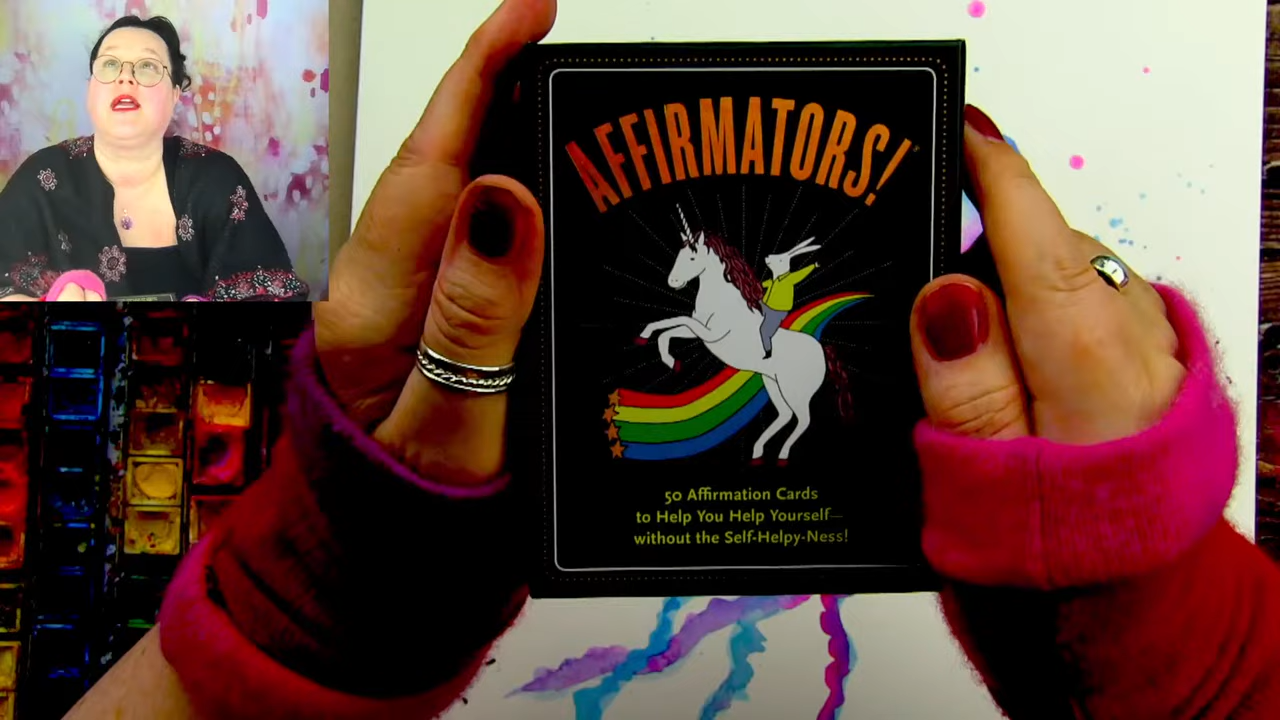 AFFIRMATORS!
50 Affirmation Cards
to Help You Help Yourself—
without the Self-Helpy-Ness!